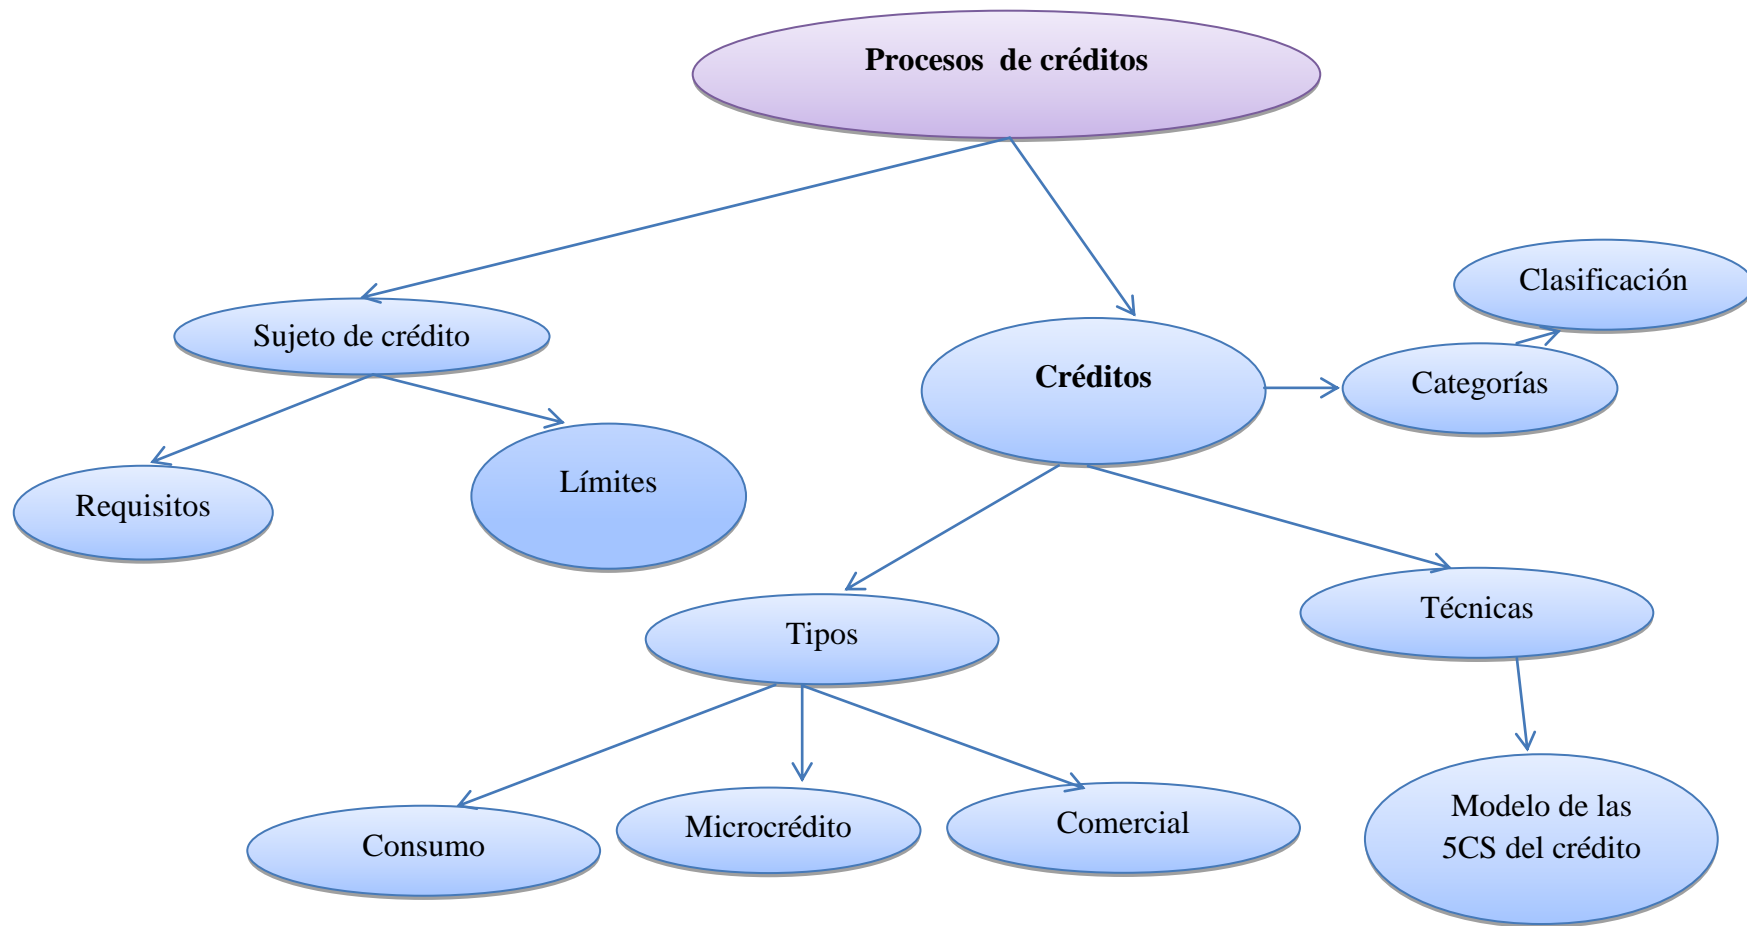 Procesos de créditos
Clasificación
Sujeto de crédito
Créditos
Categorías
Límites
Requisitos
Técnicas
Tipos
Modelo de las
5CS del crédito
Microcrédito
Comercial
Consumo